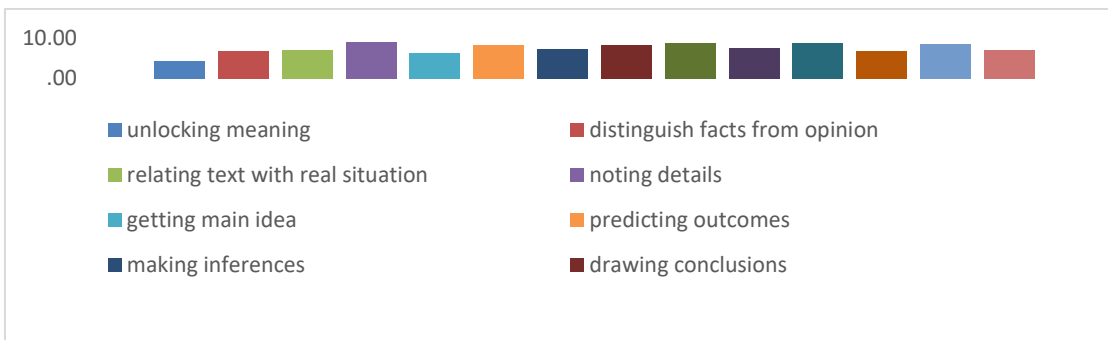 10.00
.00
unlocking meaning
distinguish facts from opinion
relating text with real situation
noting details
getting main idea
predicting outcomes
making inferences
drawing conclusions